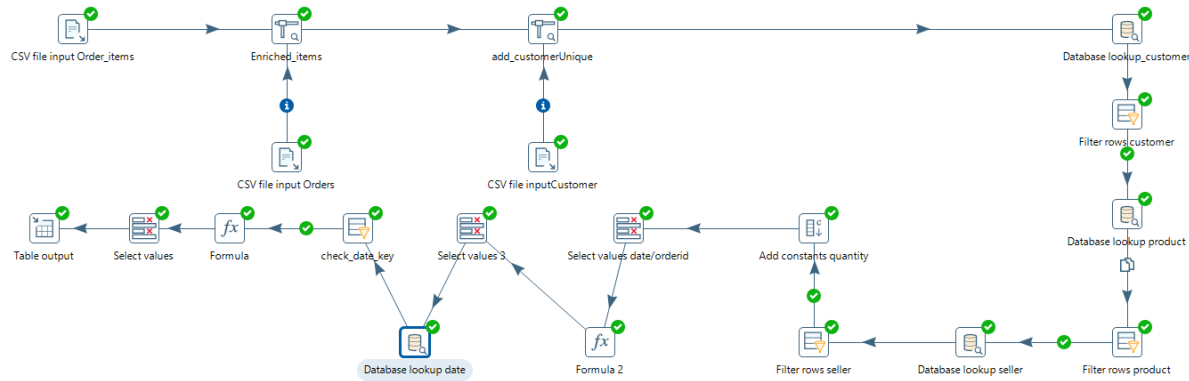 CSV file input Order_items
Enriched_items
add_customerUnique
Database lookup_customer
Filter rows customer
CSV file input Orders
CSV file inputCustomer
Database lookup product
Table output
Select values
Formula
check_date_key
Select values 3
Select values date/orderid
Add constants quantity
Database lookup date
Formula 2
Filter rows seller
Database lookup seller
Filter rows product